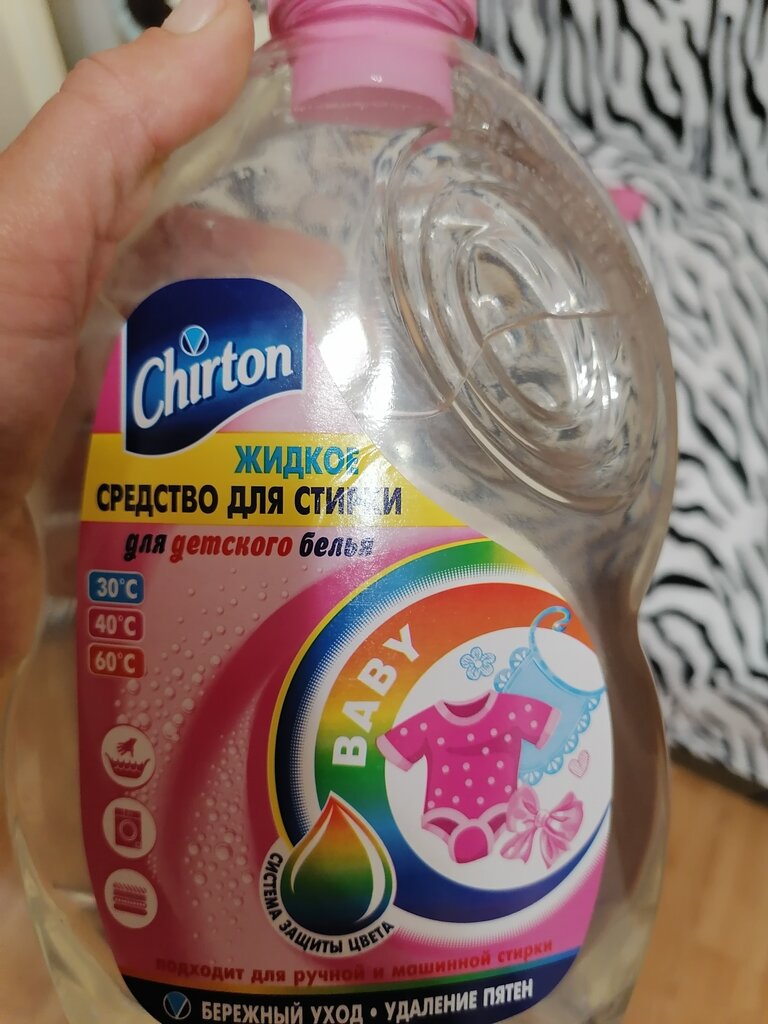 Chirton
ЖИДКОЕ
СРЕДСТВО ДЛЯ СТИРКИ
для детского белья
30°C
40°C
60°C
BABY
СИСТЕМА ЗАЩИТЫ ЦВЕТА
подходит для ручной и машинной стирки
БЕРЕЖНЫЙ УХОД • УДАЛЕНИЕ ПЯТЕН